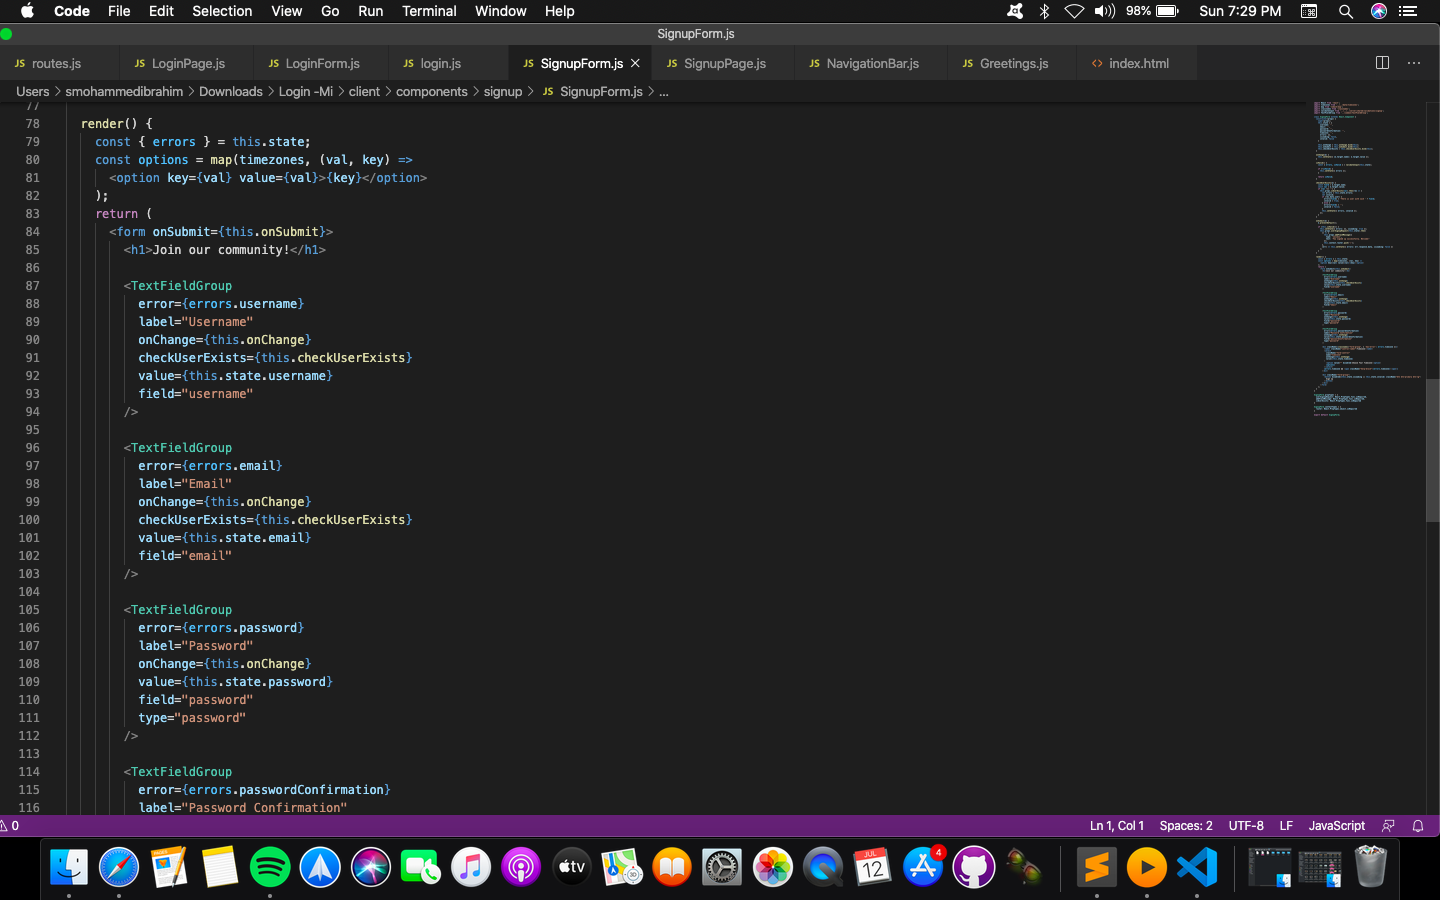 Code File Edit Selection View Go Run Terminal Window Help 98% Sun 7:29 PM
SignupForm.js
JS routes.js JS LoginPage.js JS LoginForm.js JS login.js JS SignupForm.js JS SignupPage.js JS NavigationBar.js JS Greetings.js <> index.html
Users > smohammedibrahim > Downloads > Login -Mi > client > components > signup > JS SignupForm.js > ...
77
78 render() {
79 const { errors } = this.state;
80 const options = map(timezones, (val, key) =>
81 <option key={val} value={val}>{key}</option>
82 );
83 return (
84 <form onSubmit={this.onSubmit}>
85 <h1>Join our community!</h1>
86
87 <TextFieldGroup
88 error={errors.username}
89 label="Username"
90 onChange={this.onChange}
91 checkUserExists={this.checkUserExists}
92 value={this.state.username}
93 field="username"
94 />
95
96 <TextFieldGroup
97 error={errors.email}
98 label="Email"
99 onChange={this.onChange}
100 checkUserExists={this.checkUserExists}
101 value={this.state.email}
102 field="email"
103 />
104
105 <TextFieldGroup
106 error={errors.password}
107 label="Password"
108 onChange={this.onChange}
109 value={this.state.password}
110 field="password"
111 type="password"
112 />
113
114 <TextFieldGroup
115 error={errors.passwordConfirmation}
116 label="Password Confirmation"
0 Ln 1, Col 1 Spaces: 2 UTF-8 LF JavaScript
tv 3D JUL 12 4